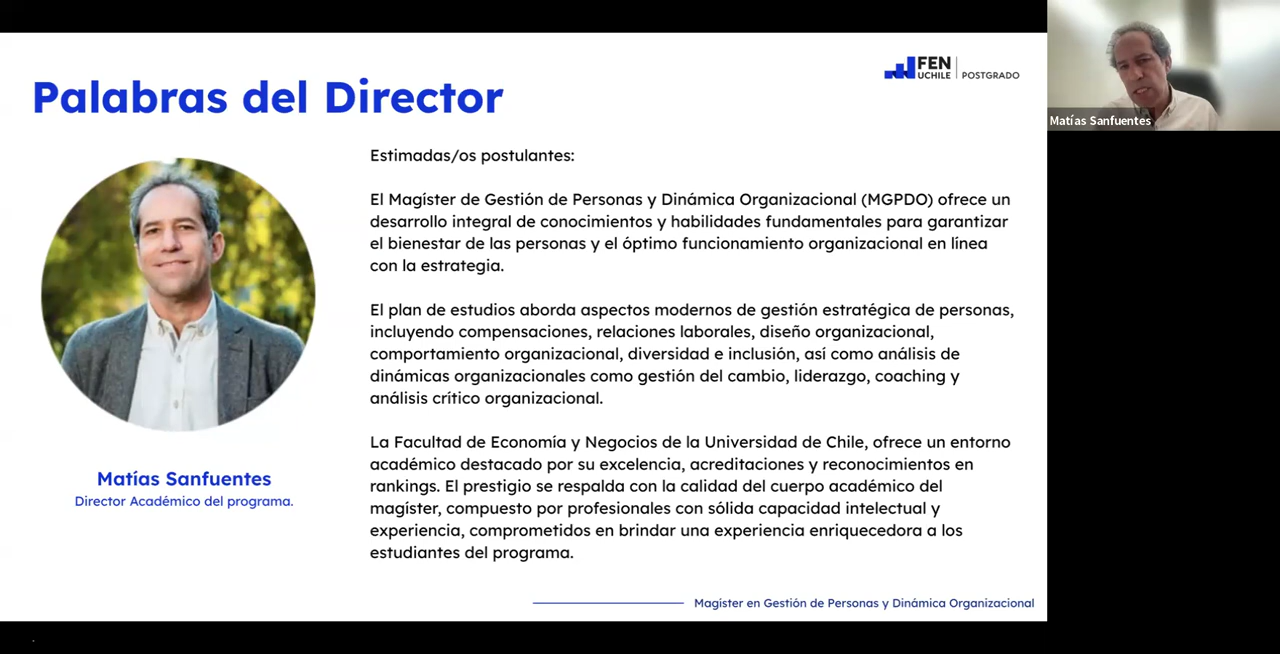 Palabras del Director
FEN
UCHILE
POSTGRADO
Matías Sanfuentes
Estimadas/os postulantes:
El Magíster de Gestión de Personas y Dinámica Organizacional (MGPDO) ofrece un
desarrollo integral de conocimientos y habilidades fundamentales para garantizar
el bienestar de las personas y el óptimo funcionamiento organizacional en línea
con la estrategia.
El plan de estudios aborda aspectos modernos de gestión estratégica de personas,
incluyendo compensaciones, relaciones laborales, diseño organizacional,
comportamiento organizacional, diversidad e inclusión, así como análisis de
dinámicas organizacionales como gestión del cambio, liderazgo, coaching y
análisis crítico organizacional.
La Facultad de Economía y Negocios de la Universidad de Chile, ofrece un entorno
académico destacado por su excelencia, acreditaciones y reconocimientos en
rankings. El prestigio se respalda con la calidad del cuerpo académico del
magíster, compuesto por profesionales con sólida capacidad intelectual y
experiencia, comprometidos en brindar una experiencia enriquecedora a los
estudiantes del programa.
Matías Sanfuentes
Director Académico del programa.
Magíster en Gestión de Personas y Dinámica Organizacional